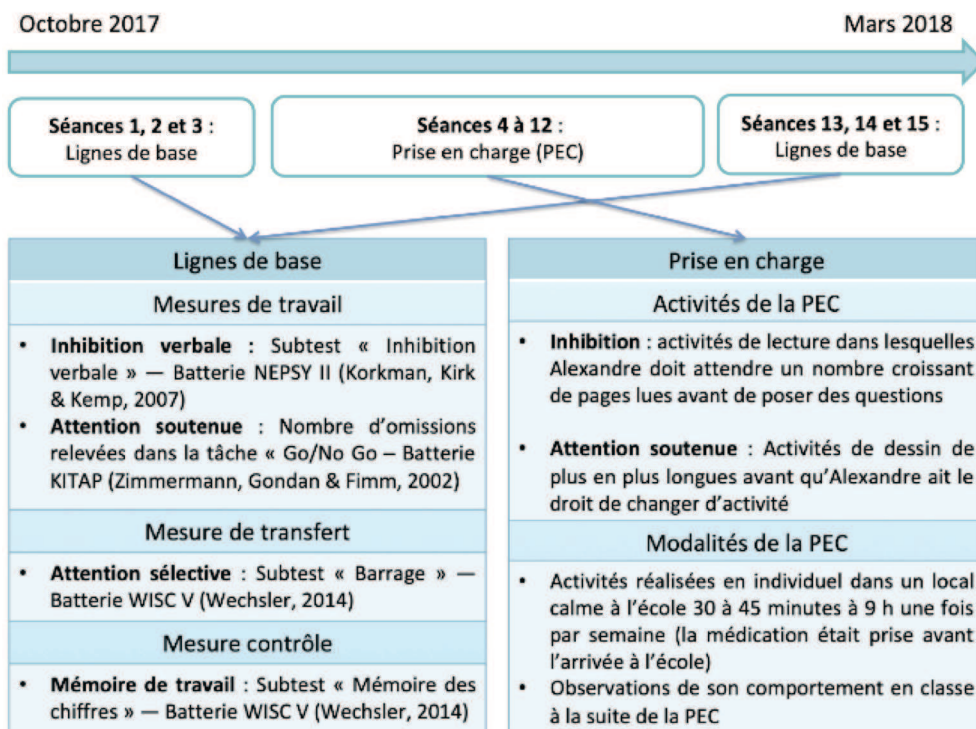 Octobre 2017
Mars 2018
Séances 1, 2 et 3 :
Lignes de base
Séances 4 à 12 :
Prise en charge (PEC)
Séances 13, 14 et 15 :
Lignes de base
Lignes de base
Mesures de travail
• Inhibition verbale : Subtest « Inhibition
verbale » — Batterie NEPSY II (Korkman, Kirk
& Kemp, 2007)
• Attention soutenue : Nombre d'omissions
relevées dans la tâche « Go/No Go – Batterie
KITAP (Zimmermann, Gondan & Fimm, 2002)
Mesure de transfert
• Attention sélective : Subtest « Barrage » —
Batterie WISC V (Wechsler, 2014)
Mesure contrôle
• Mémoire de travail : Subtest « Mémoire des
chiffres » — Batterie WISC V (Wechsler, 2014)
Prise en charge
Activités de la PEC
• Inhibition : activités de lecture dans lesquelles
Alexandre doit attendre un nombre croissant
de pages lues avant de poser des questions
• Attention soutenue : Activités de dessin de
plus en plus longues avant qu'Alexandre ait le
droit de changer d'activité
Modalités de la PEC
• Activités réalisées en individuel dans un local
calme à l'école 30 à 45 minutes à 9 h une fois
par semaine (la médication était prise avant
l'arrivée à l'école)
• Observations de son comportement en classe
à la suite de la PEC